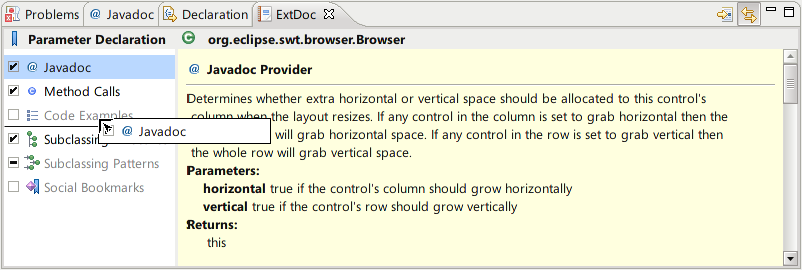 Problems @ Javadoc Declaration ExtDoc
Parameter Declaration
org.eclipse.swt.browser.Browser
@ Javadoc
Method Calls
Code Examples
@ Javadoc
Subclassing
Subclassing Patterns
Social Bookmarks
@ Javadoc Provider
Determines whether extra horizontal or vertical space should be allocated to this control's
column when the layout resizes. If any control in the column is set to grab horizontal then the
will grab horizontal space. If any control in the row is set to grab vertical then
the whole row will grab vertical space.
Parameters:
horizontal true if the control's column should grow horizontally
vertical true if the control's row should grow vertically
Returns:
this